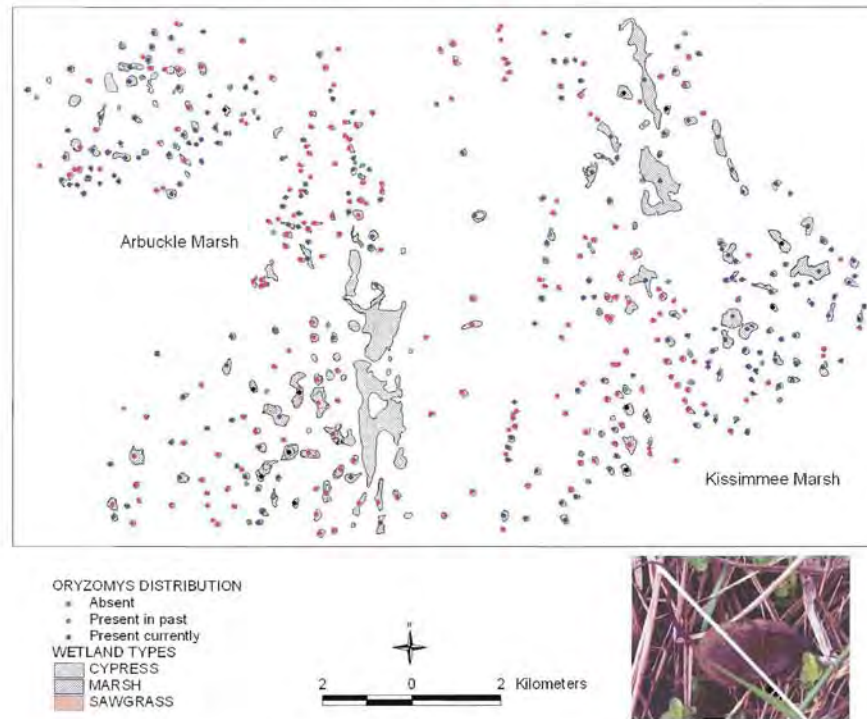 Arbuckle Marsh
Kissimmee Marsh
ORYZOMYS DISTRIBUTION
Absent
Present in past
Present currently
WETLAND TYPES
CYPRESS
MARSH
SAWGRASS
N
2 0 2 Kilometers